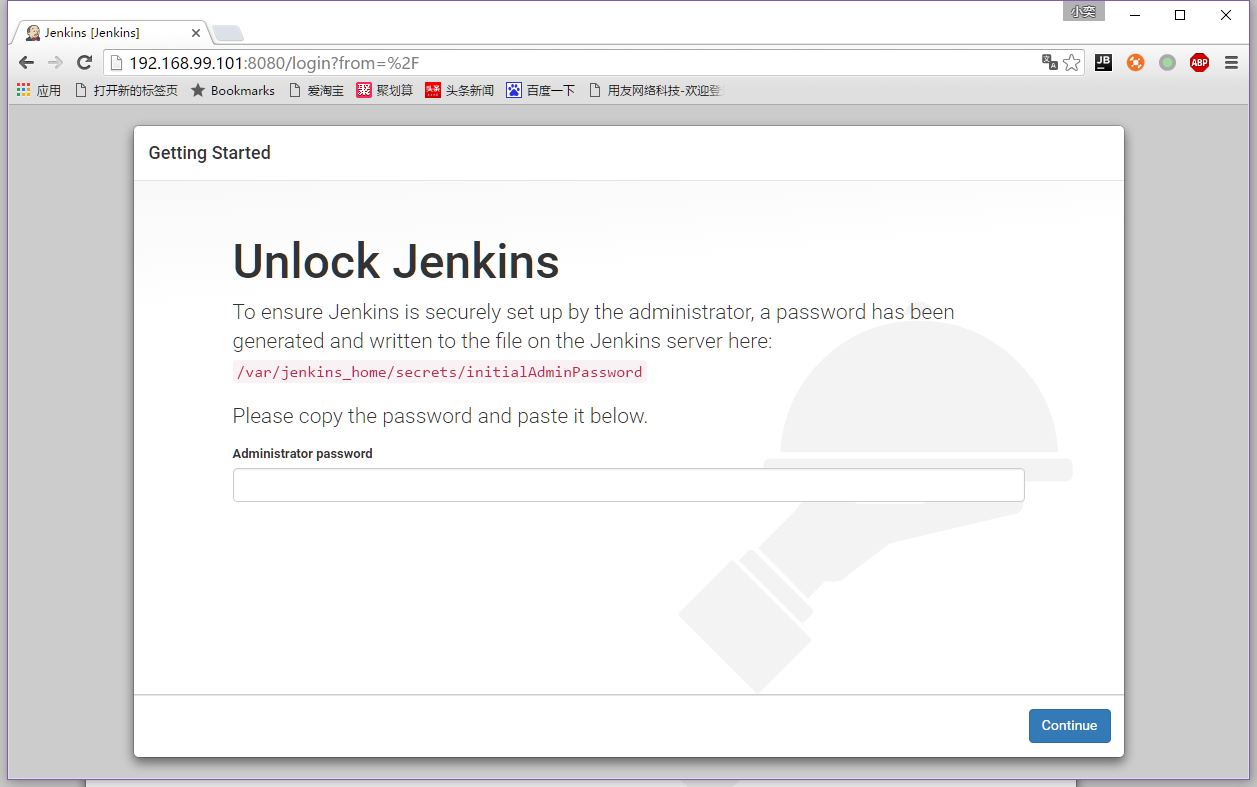 小奕
Jenkins [Jenkins]
192.168.99.101:8080/login?from=%2F
JB
ABP
应用 打开新的标签页 Bookmarks 爱淘宝 聚 聚划算 头条 头条新闻 百度一下 用友网络科技-欢迎登
Getting Started
Unlock Jenkins
To ensure Jenkins is securely set up by the administrator, a password has been
generated and written to the file on the Jenkins server here:
/var/jenkins_home/secrets/initialAdminPassword
Please copy the password and paste it below.
Administrator password
Continue